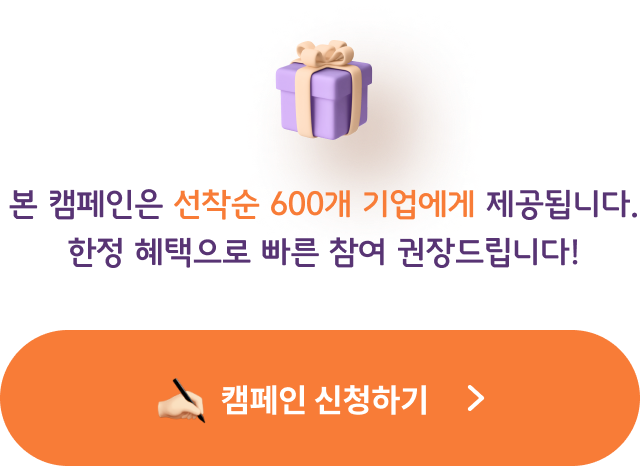 본 캠페인은 선착순 600개 기업에게 제공됩니다.
한정 혜택으로 빠른 참여 권장드립니다!
캠페인 신청하기